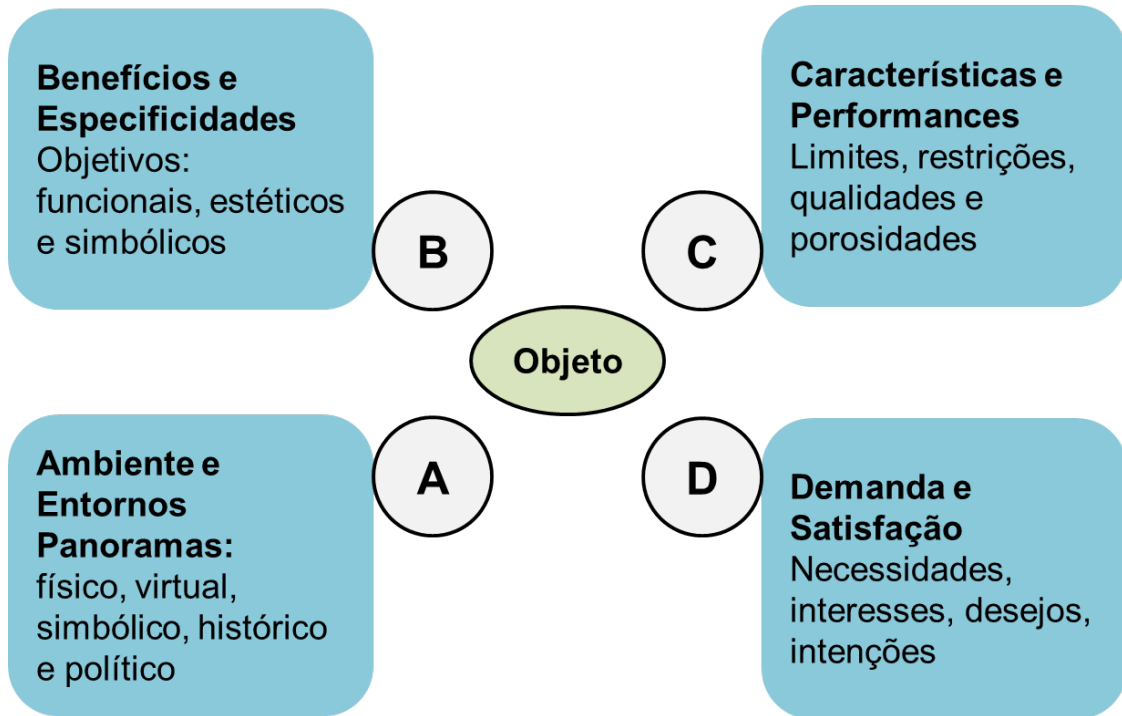 Benefícios e
Especificidades
Objetivos:
funcionais, estéticos
e simbólicos
B
Características e
Performances
Limites, restrições,
qualidades e
porosidades
C
Objeto
Ambiente e
Entornos
Panoramas:
físico, virtual,
simbólico, histórico
e político
A
Demanda e
Satisfação
Necessidades,
interesses, desejos,
intenções
D